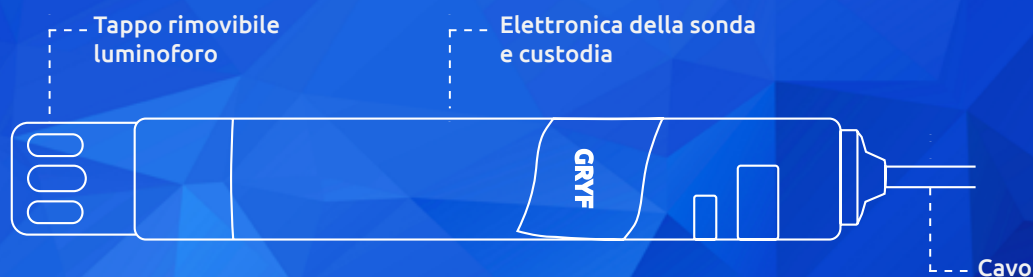 Tappo rimovibile
luminoforo
Elettronica della sonda
e custodia
GRYF
Cavo